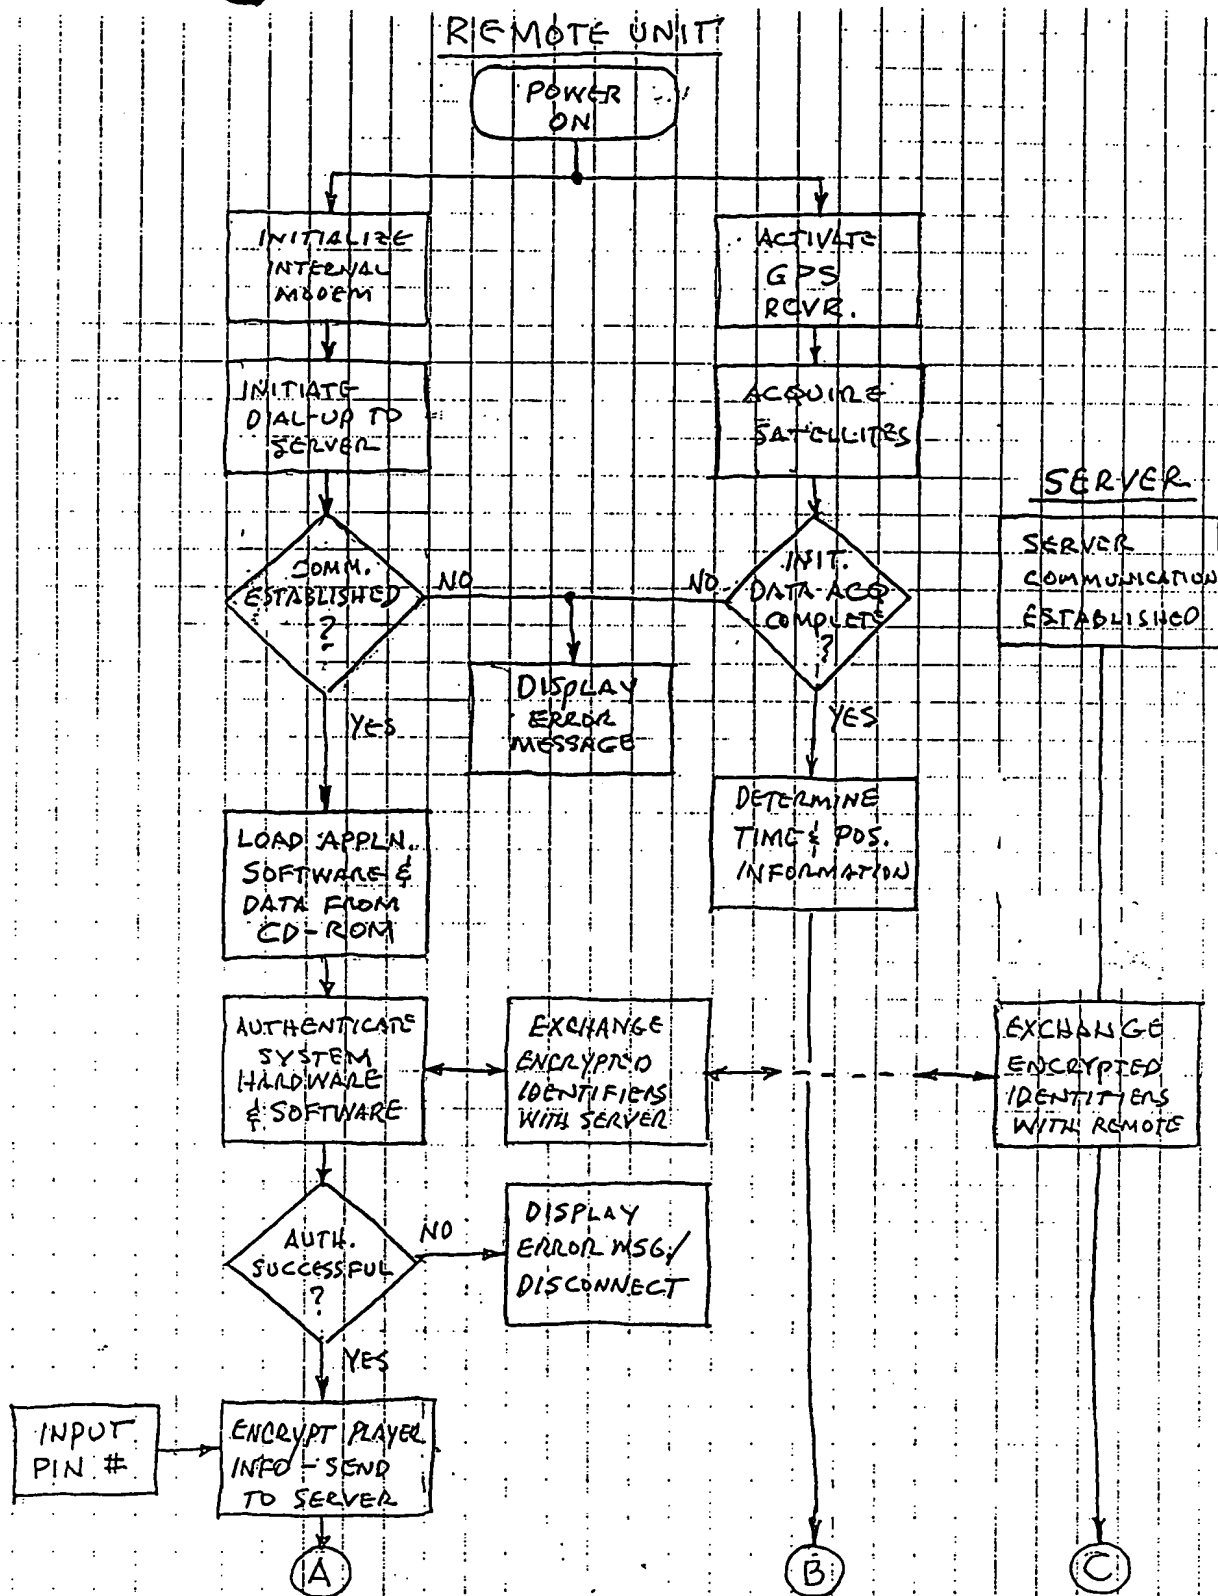 REMOTE UNIT
POWER
ON
INITIALIZE
INTERNAL
MODEM
ACTIVATE
GPS
RCVR.
INITIATE
DIAL-UP TO
SERVER
ACQUIRE
SATELLITES
SERVER
SERVER
COMMUNICATION
ESTABLISHED
COMM.
ESTABLISHED
?
NO
NO
INIT.
DATA ACQ
COMPLETE
?
DISPLAY
ERROR
MESSAGE
YES
YES
LOAD APPLN.
SOFTWARE &
DATA FROM
CD-ROM
DETERMINE
TIME & POS.
INFORMATION
AUTHENTICATE
SYSTEM
HARDWARE
& SOFTWARE
EXCHANGE
ENCRYPTED
IDENTIFIERS
WITH SERVER
EXCHANGE
ENCRYPTED
IDENTIFIERS
WITH REMOTE
AUTH.
SUCCESSFUL
?
NO
DISPLAY
ERROR MSG/
DISCONNECT
YES
INPUT
PIN #
ENCRYPT PLAYER
INFO - SEND
TO SERVER
A
B
C